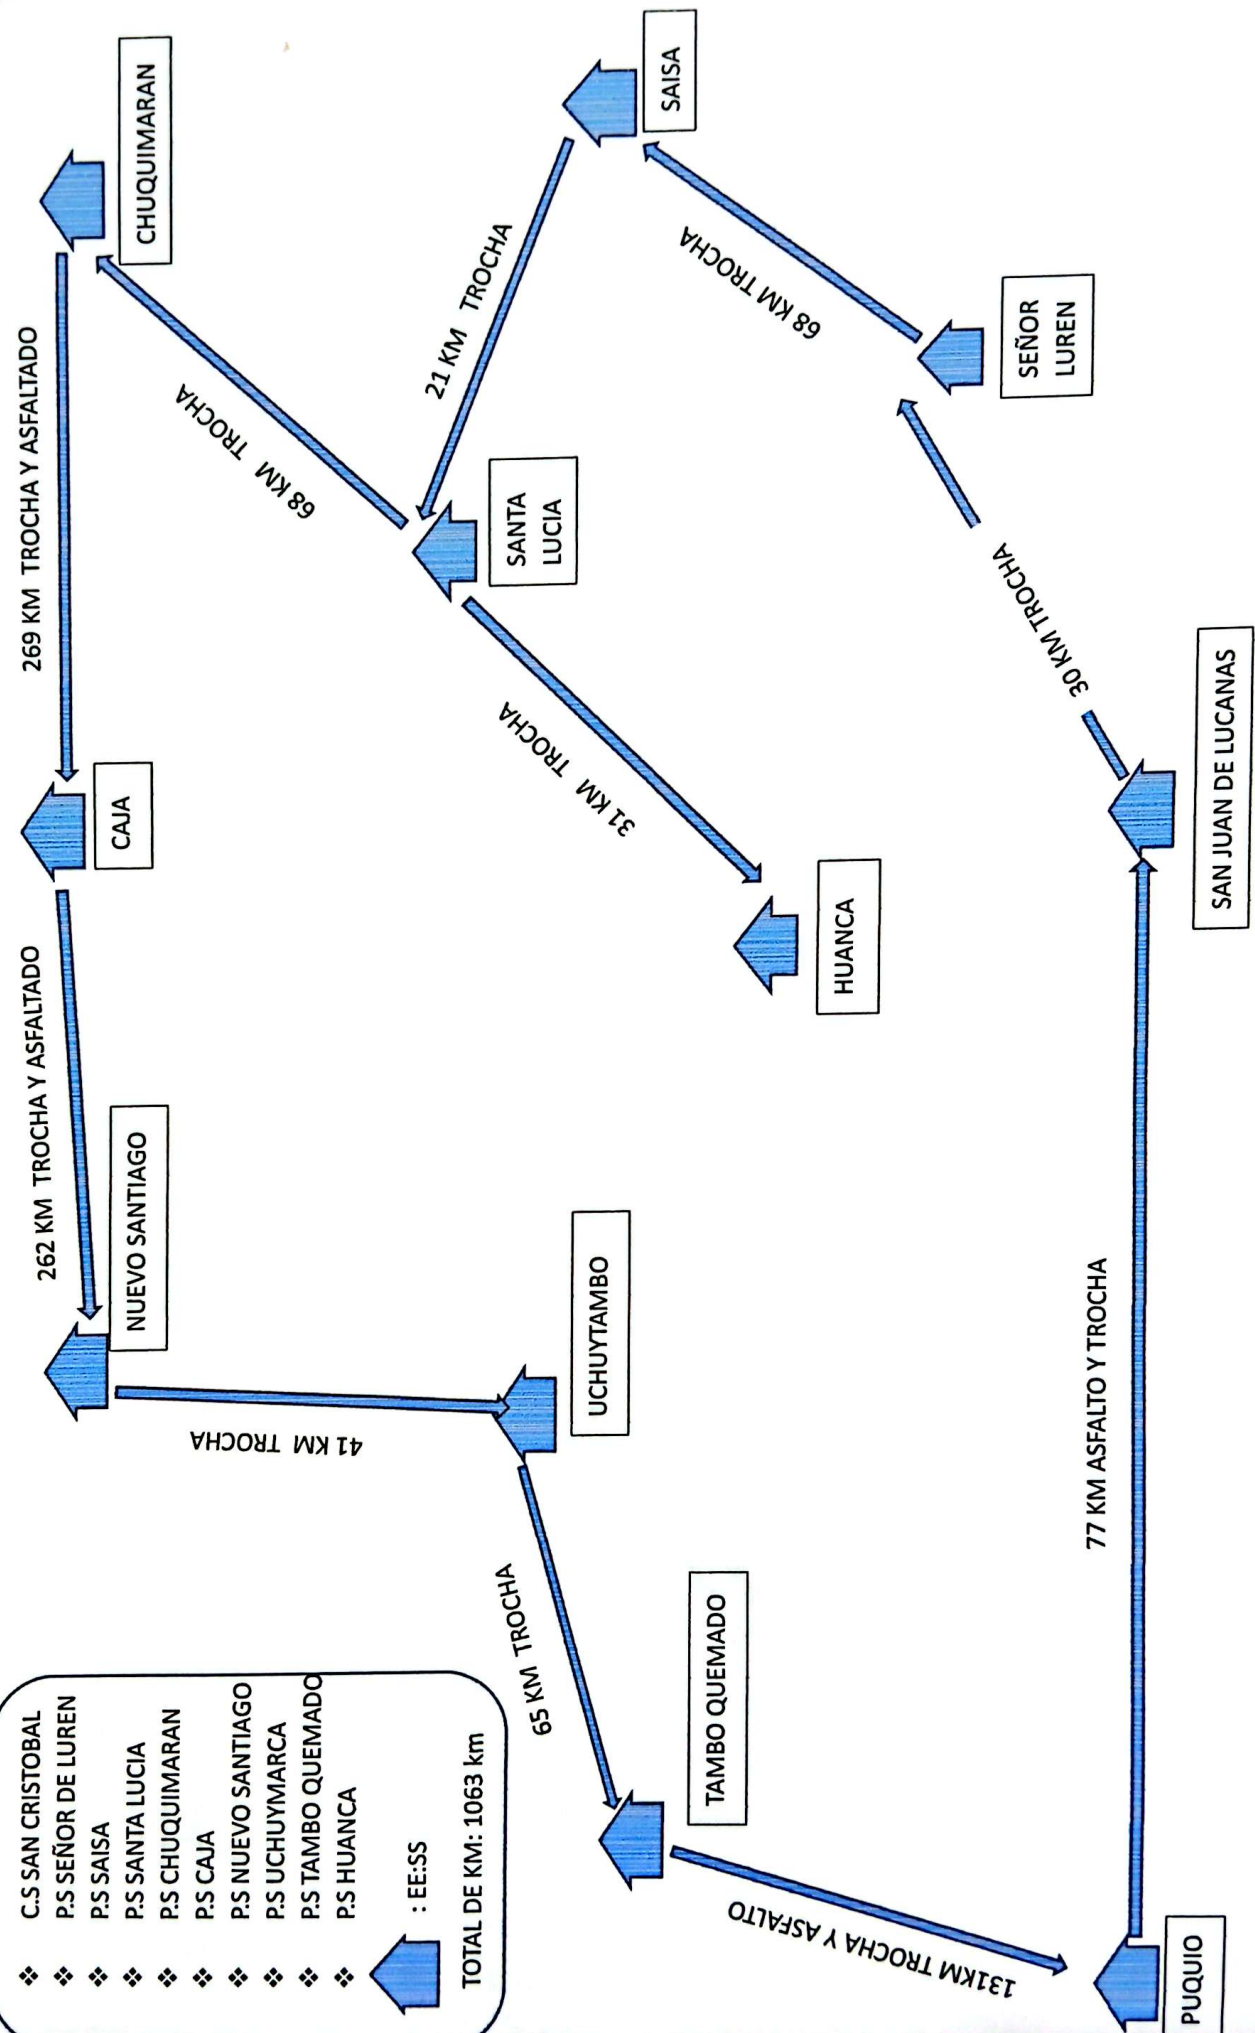 C.S SAN CRISTOBAL
P.S SEÑOR DE LUREN
P.S SAISA
P.S SANTA LUCIA
P.S CHUQUIMARAN
P.S CAJA
P.S NUEVO SANTIAGO
P.S UCHUYMARCA
P.S TAMBO QUEMADO
P.S HUANCA
: EE:SS
TOTAL DE KM: 1063 km
262 KM TROCHA Y ASFALTADO
269 KM TROCHA Y ASFALTADO
NUEVO SANTIAGO
CAJA
CHUQUIMARAN
41 KM TROCHA
68 KM TROCHA
21 KM TROCHA
SAISA
65 KM TROCHA
UCHUYTAMBO
SANTA
LUCIA
31 KM TROCHA
68 KM TROCHA
TAMBO QUEMADO
HUANCA
SEÑOR
LUREN
131KM TROCHA Y ASFALTO
30 KM TROCHA
77 KM ASFALTO Y TROCHA
PUQUIO
SAN JUAN DE LUCANAS